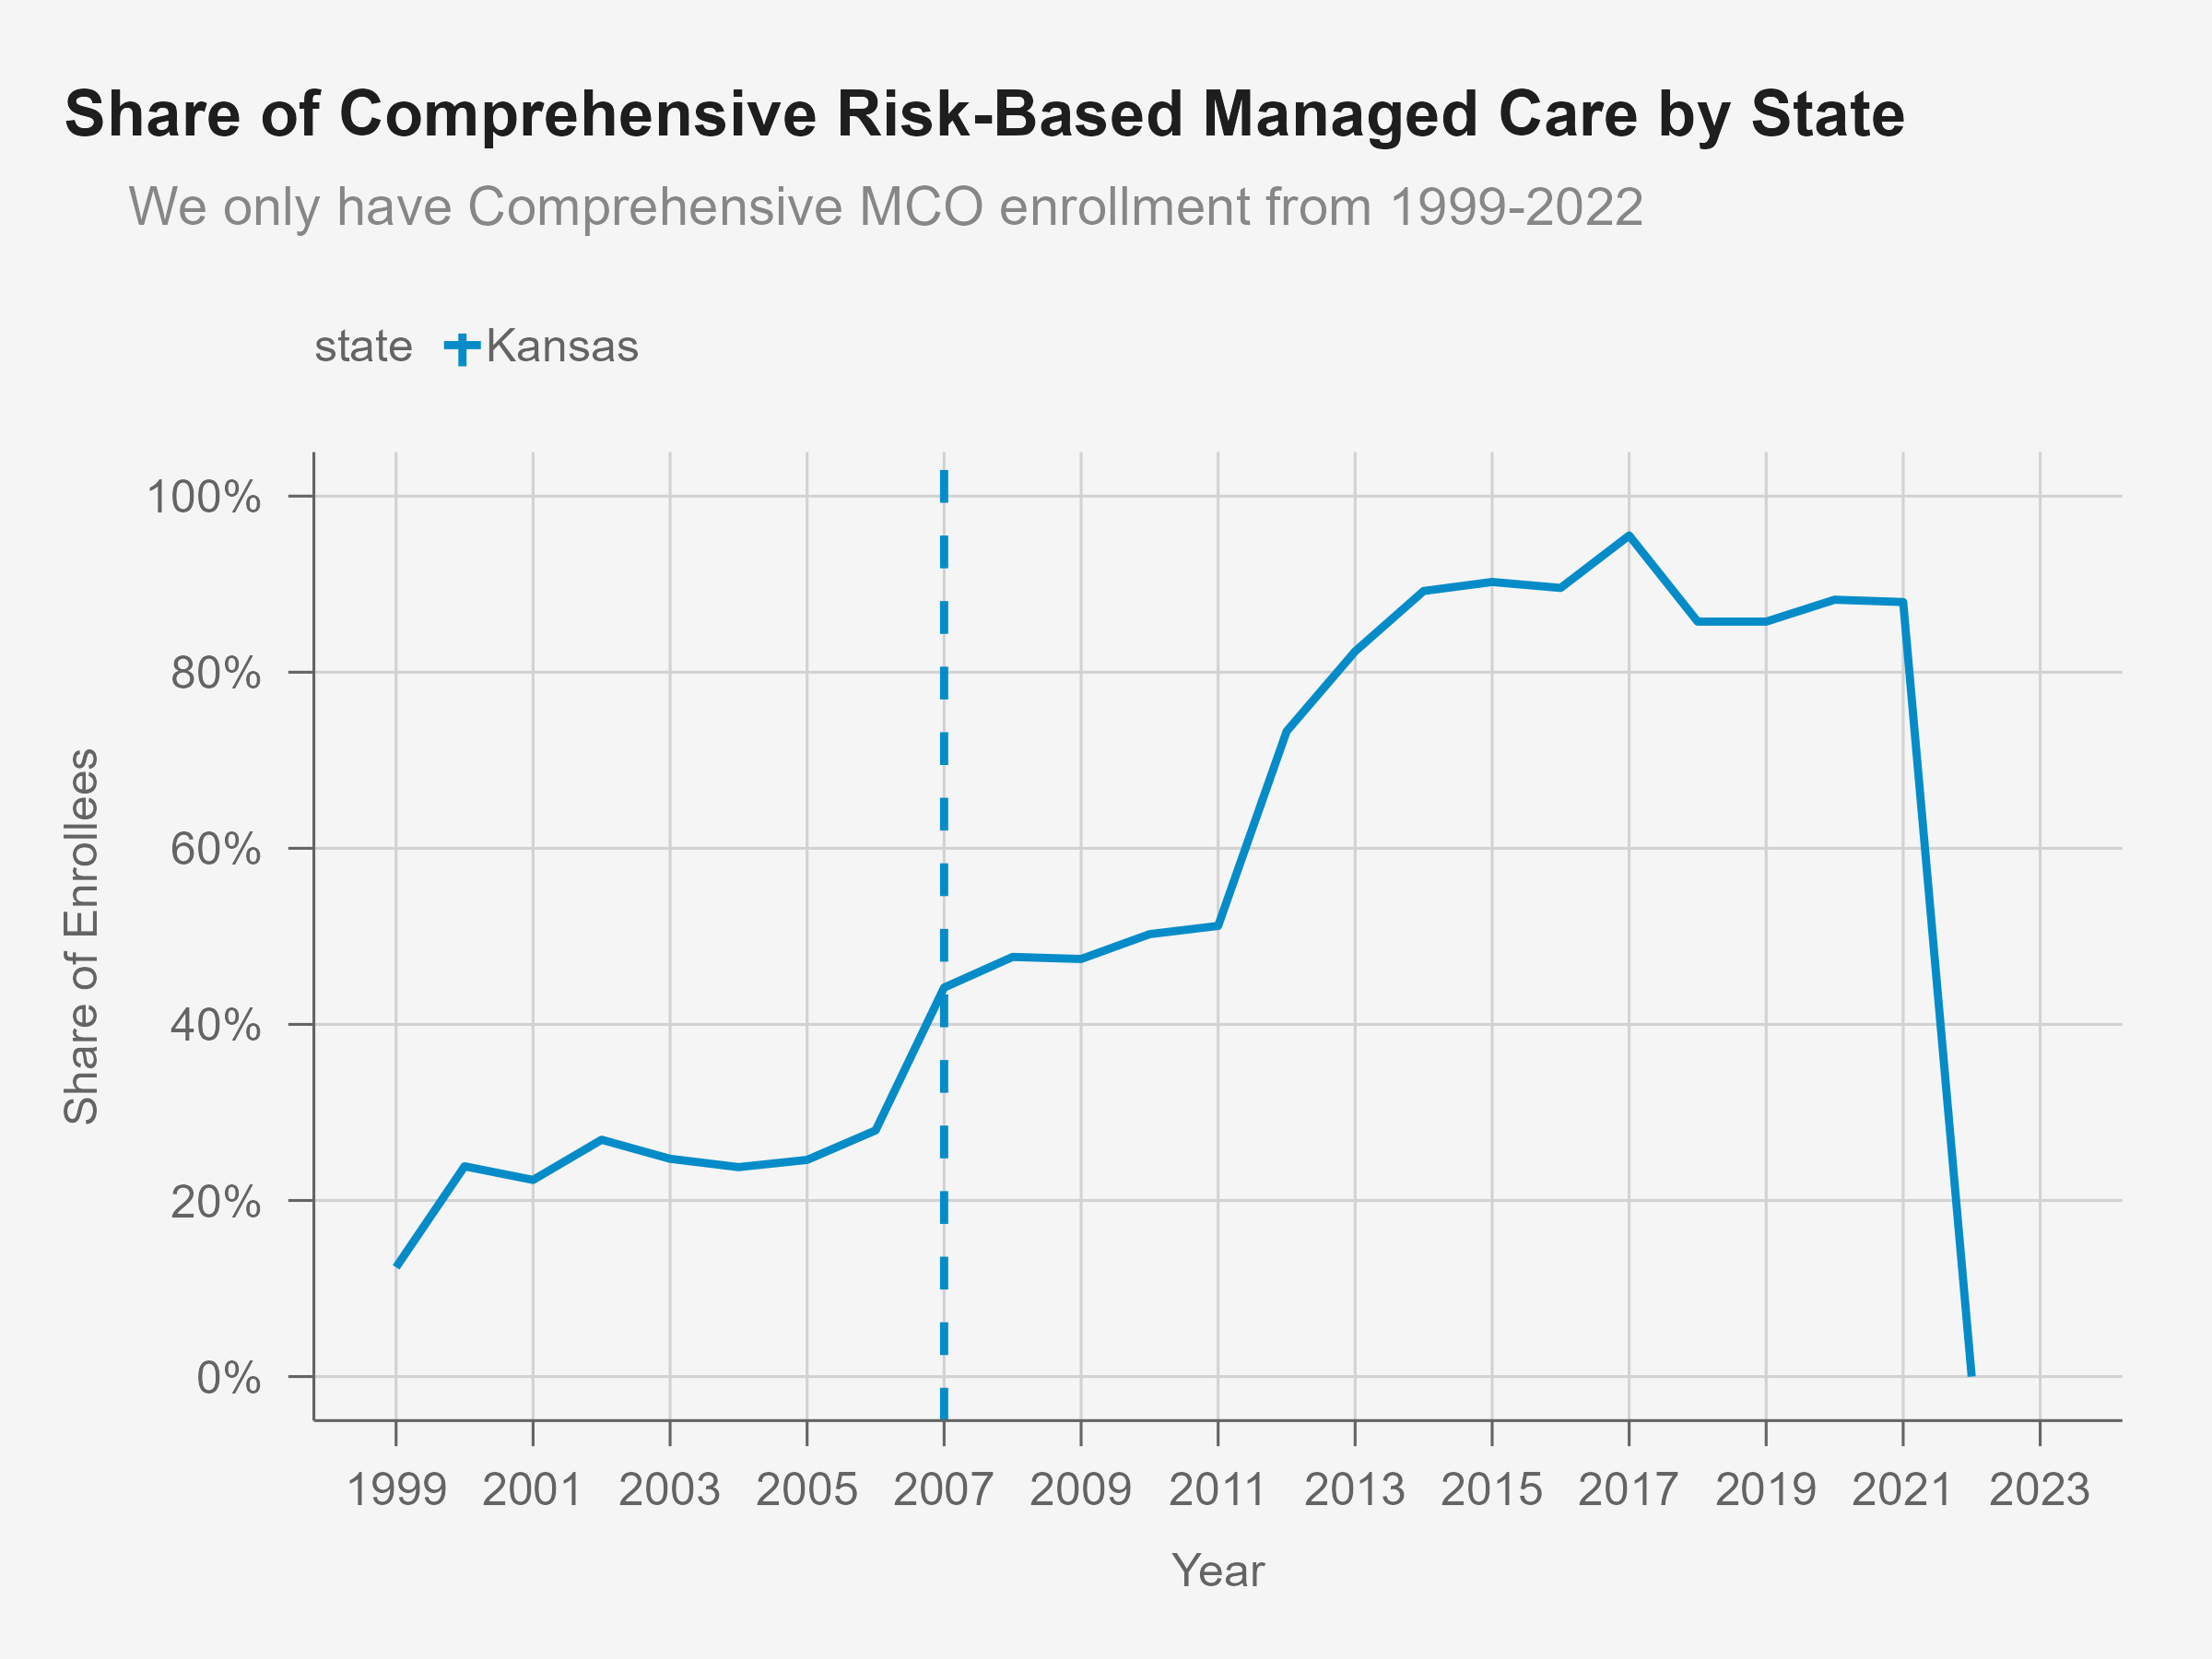 Share of Comprehensive Risk-Based Managed Care by State
We only have Comprehensive MCO enrollment from 1999-2022
state Kansas
100%
80%
60%
40%
20%
0%
Share of Enrollees
1999 2001 2003 2005 2007 2009 2011 2013 2015 2017 2019 2021 2023
Year